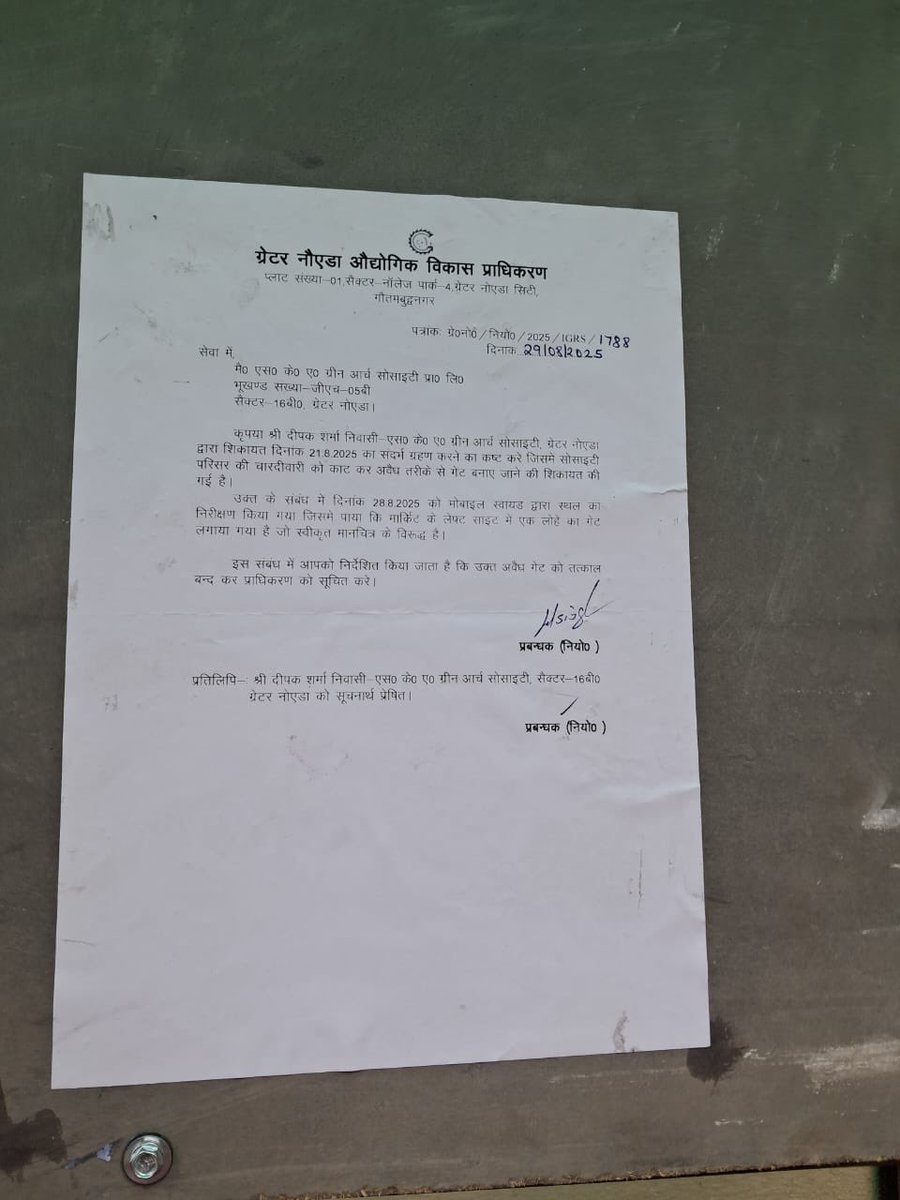 ग्रेटर नौएडा औद्योगिक विकास प्राधिकरण
प्लाट संख्या–01,सैक्टर–नॉलेज पार्क–4,ग्रेटर नोएडा सिटी,
गौतमबुद्वनगर
पत्रांकः ग्रे0नो0 / नियो0 / 2025 / IGRS / 1788
दिनांक 29/08/2025
सेवा में,
मै0 एस0 के0 ए0 ग्रीन आर्च सोसाइटी प्रा0 लि0
भूखण्ड संख्या–जीएच–05बी
सैक्टर–16बी0, ग्रेटर नोएडा।
कृपया श्री दीपक शर्मा निवासी–एस0 के0 ए0 ग्रीन आर्च सोसाइटी, ग्रेटर नोएडा
द्वारा शिकायत दिनांक 21.8.2025 का संदर्भ ग्रहण करने का कष्ट करे जिसमें सोसाइटी
परिसर की चारदीवारी को काट कर अवैध तरीके से गेट बनाए जाने की शिकायत की
गई है।
उक्त के संबंध में दिनांक 28.8.2025 को मोबाइल स्वायड द्वारा स्थल का
निरीक्षण किया गया जिसमें पाया कि मार्किट के लेफ्ट साइट में एक लोहे का गेट
लगाया गया है जो स्वीकृत मानचित्र के विरूद्ध है।
इस संबंध में आपको निर्देशित किया जाता है कि उक्त अवैध गेट को तत्काल
बन्द कर प्राधिकरण को सूचित करे।
प्रबन्धक (नियो0 )
प्रतिलिपि–: श्री दीपक शर्मा निवासी–एस0 के0 ए0 ग्रीन आर्च सोसाइटी, सैक्टर–16बी0
ग्रेटर नोएडा को सूचनार्थ प्रेषित।
प्रबन्धक (नियो0 )